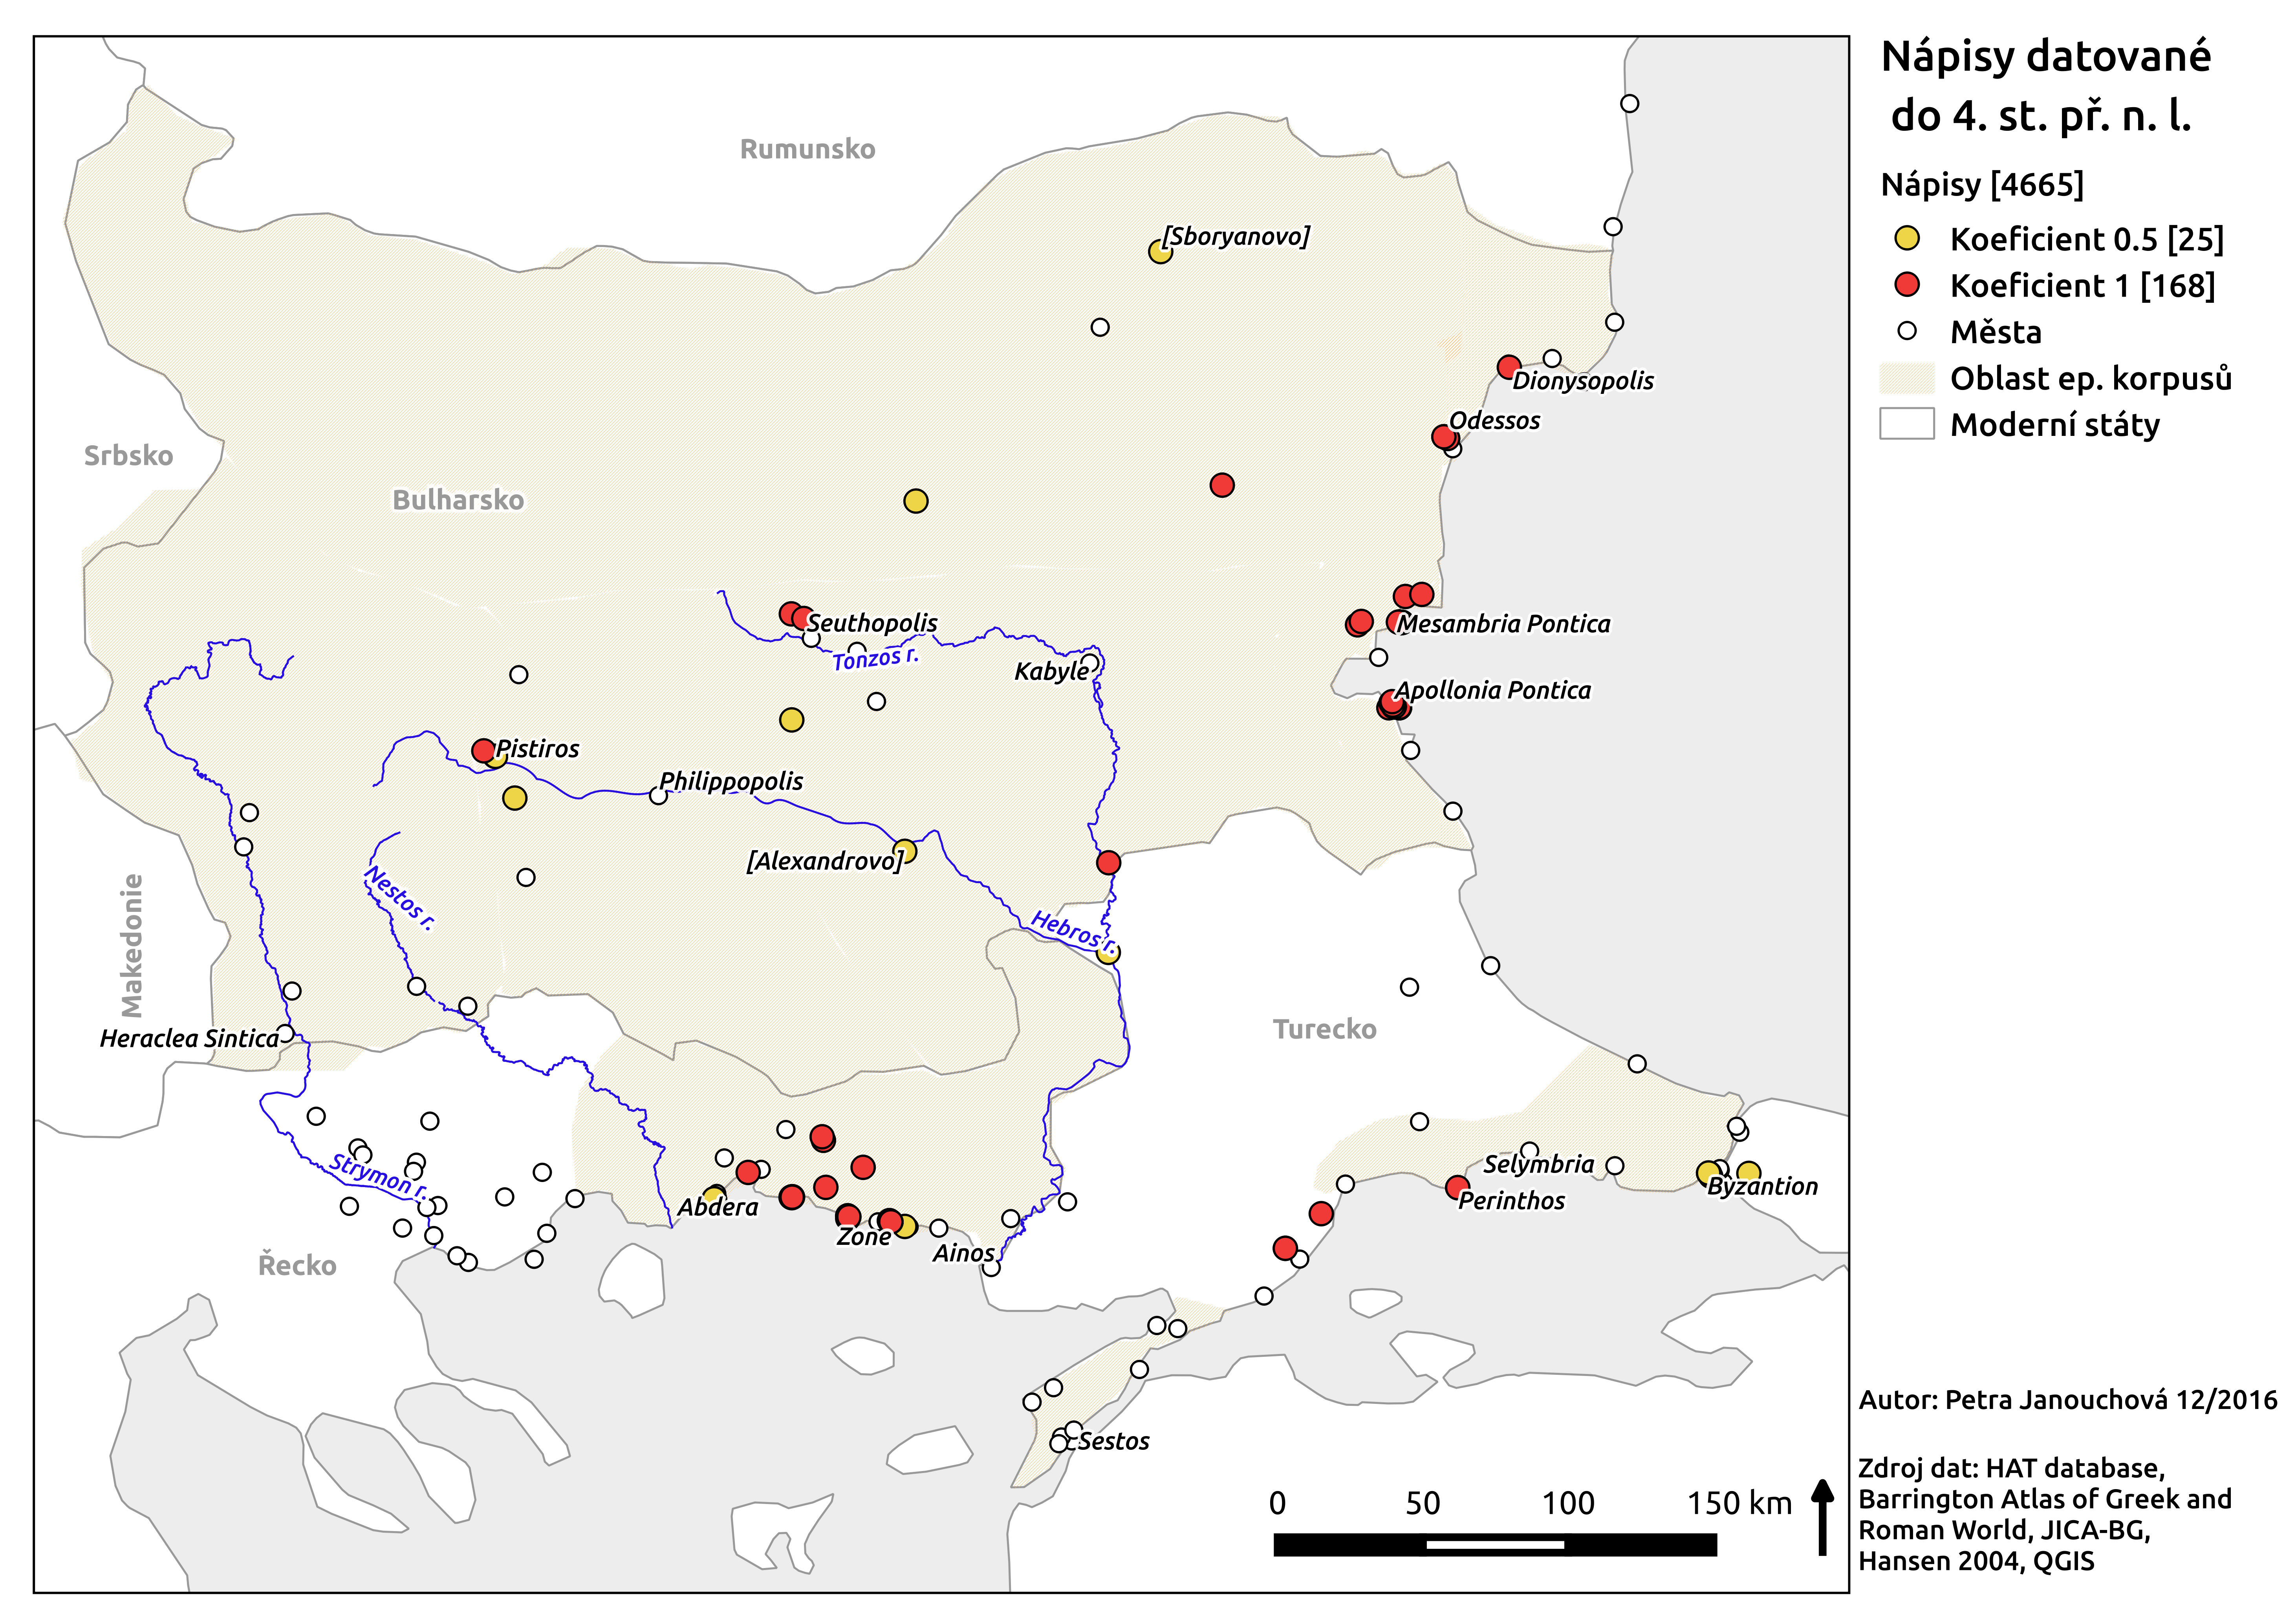 Nápisy datované
do 4. st. př. n. l.
Nápisy [4665]
Koeficient 0.5 [25]
Koeficient 1 [168]
Města
Oblast ep. korpusů
Moderní státy
Rumunsko
[Sboryanovo]
Dionysopolis
Odessos
Srbsko
Bulharsko
Seuthopolis
Mesambria Pontica
Tonzos r.
Kabyle
Apollonia Pontica
Pistiros
Philippopolis
[Alexandrovo]
Nestos r.
Makedonie
Hebros r.
Heraclea Sintica
Turecko
Strymon r.
Selymbria
Byzantion
Abdera
Perinthos
Zone
Ainos
Řecko
Sestos
0 50 100 150 km
Autor: Petra Janouchová 12/2016
Zdroj dat: HAT database,
Barrington Atlas of Greek and
Roman World, JICA-BG,
Hansen 2004, QGIS